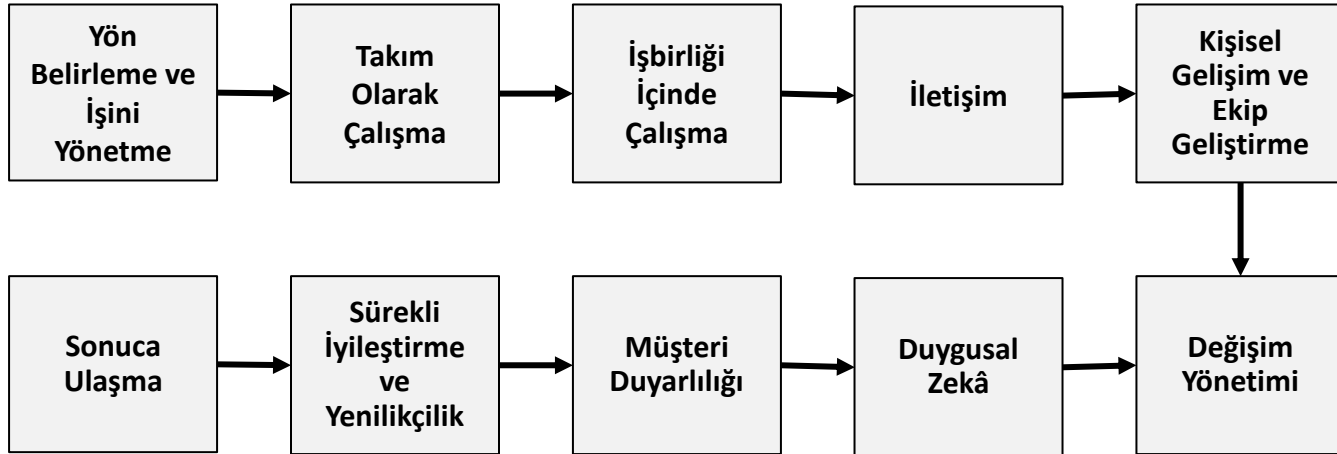 Yön
Belirleme ve
İşini
Yönetme
Takım
Olarak
Çalışma
İşbirliği
İçinde
Çalışma
İletişim
Kişisel
Gelişim ve
Ekip
Geliştirme
Sonuca
Ulaşma
Sürekli
İyileştirme
ve
Yenilikçilik
Müşteri
Duyarlılığı
Duygusal
Zekâ
Değişim
Yönetimi